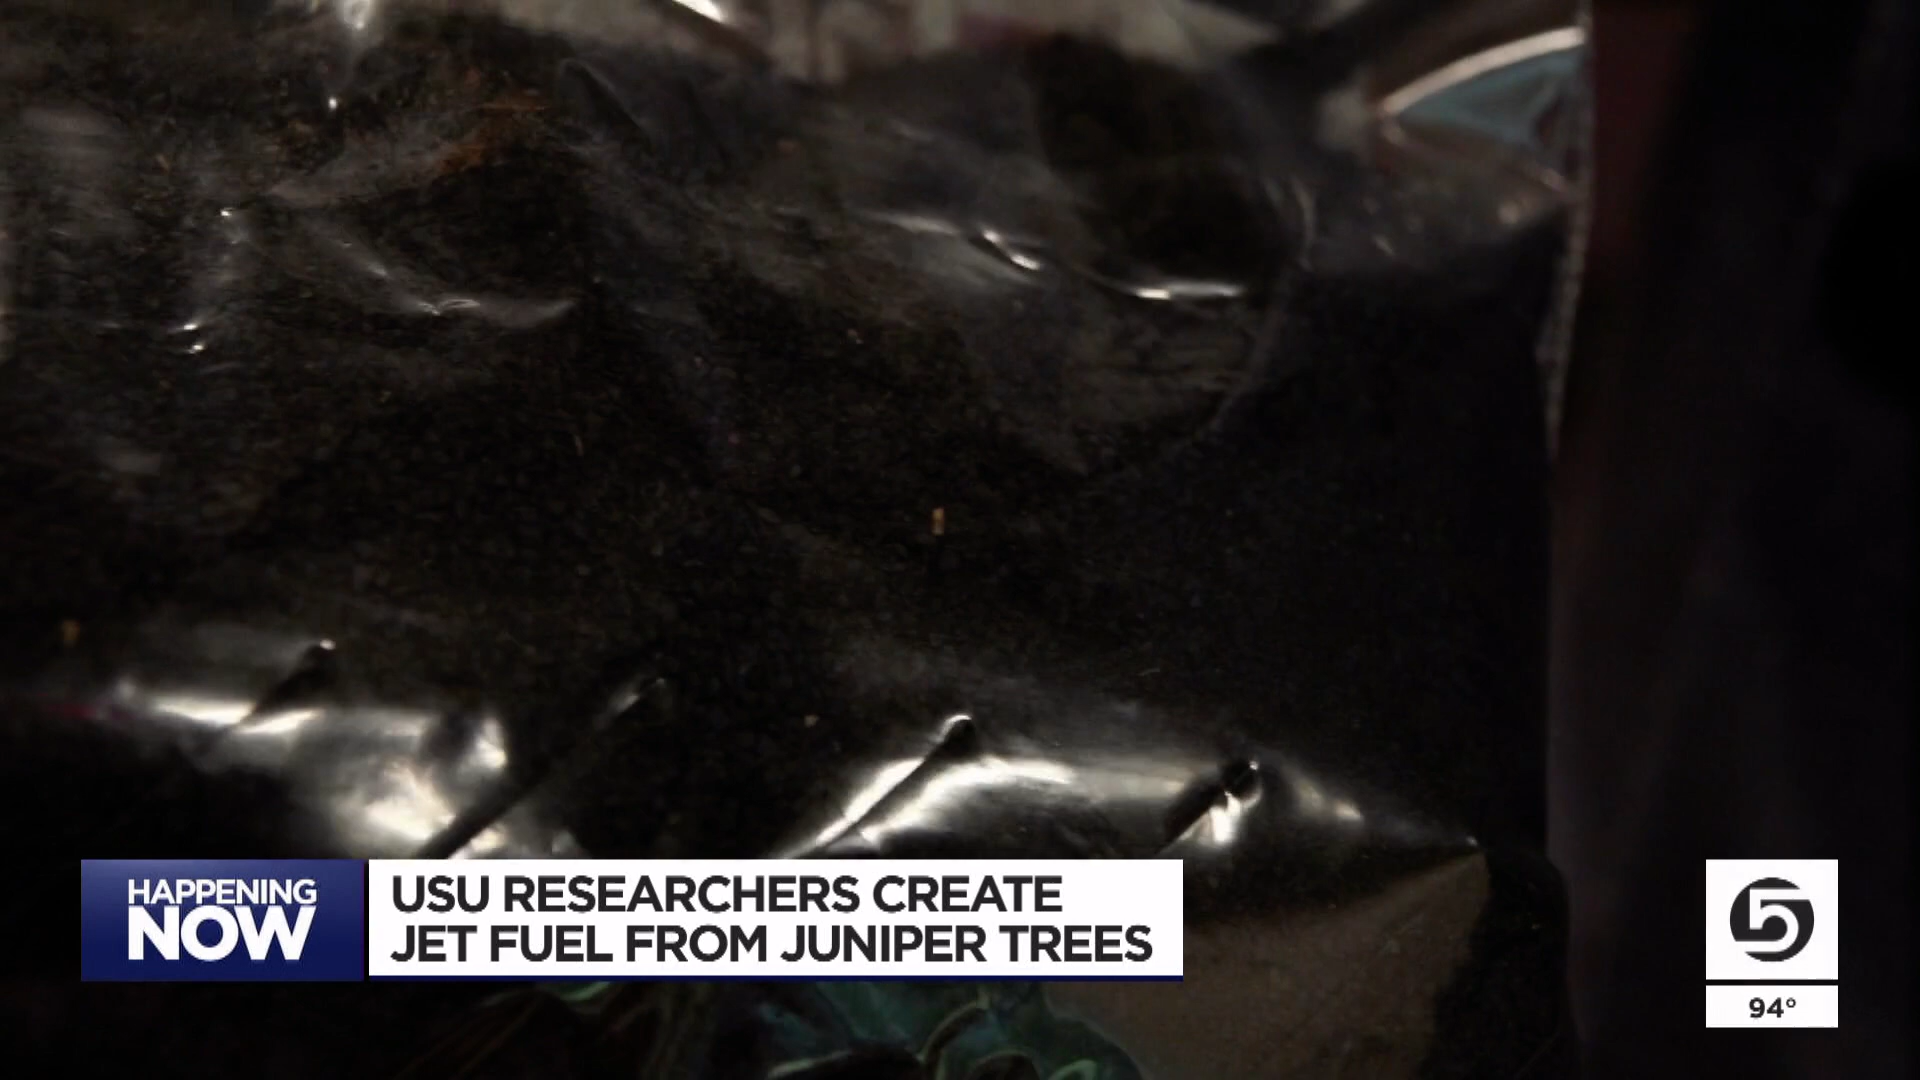 HAPPENING
NOW
USU RESEARCHERS CREATE
JET FUEL FROM JUNIPER TREES
5
94°